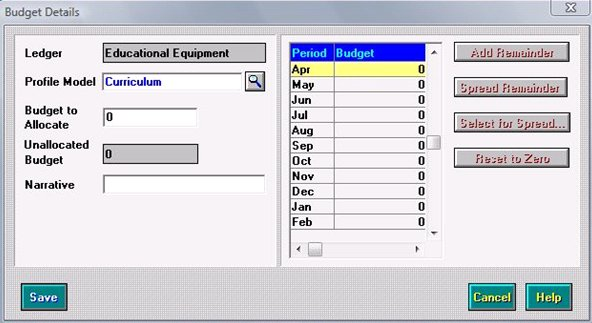 Budget Details
Ledger Educational Equipment
Profile Model Curriculum
Budget to
Allocate 0
Unallocated
Budget 0
Narrative
Period Budget
Apr 0
May 0
Jun 0
Jul 0
Aug 0
Sep 0
Oct 0
Nov 0
Dec 0
Jan 0
Feb 0
Add Remainder
Spread Remainder
Select for Spread...
Reset to Zero
Save
Cancel
Help